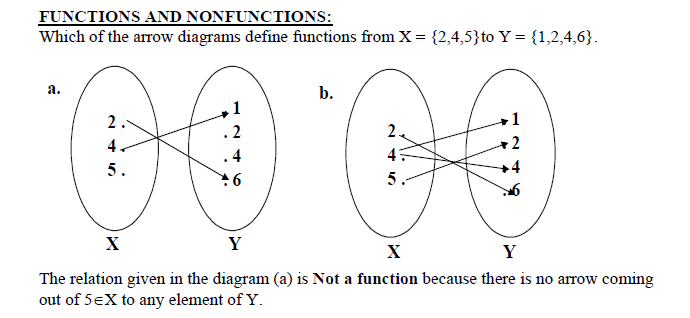 FUNCTIONS AND NONFUNCTIONS:
Which of the arrow diagrams define functions from X = {2,4,5}to Y = {1,2,4,6}.
a.
2 .
4 .
5 .
X
. 1
. 2
. 4
. 6
Y
b.
2 .
4 .
5 .
X
1
2
4
.6
Y
The relation given in the diagram (a) is Not a function because there is no arrow coming
out of 5∈X to any element of Y.